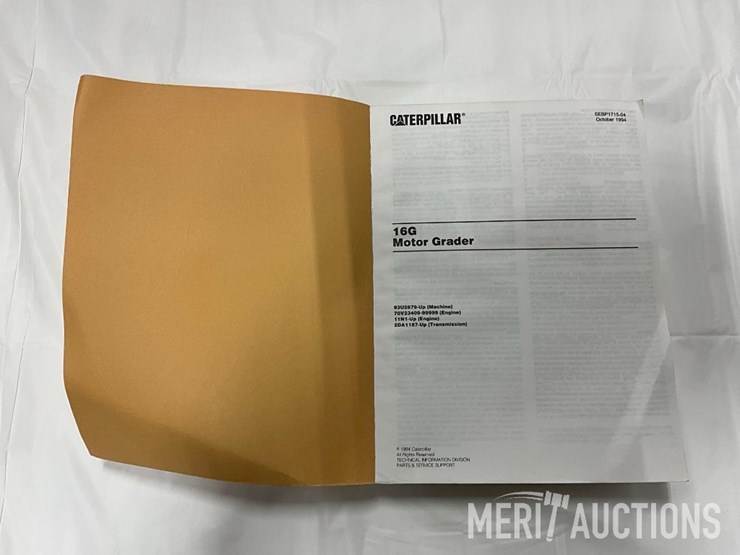 CATERPILLAR®
SEBP1715-04
October 1994
16G
Motor Grader
93U2879-Up (Machine)
70V23406-99999 (Engine)
11N1-Up (Engine)
2DA1187-Up (Transmission)
© 1994 Caterpillar
All Rights Reserved
TECHNICAL INFORMATION DIVISION
PARTS & SERVICE SUPPORT
MERIT AUCTIONS